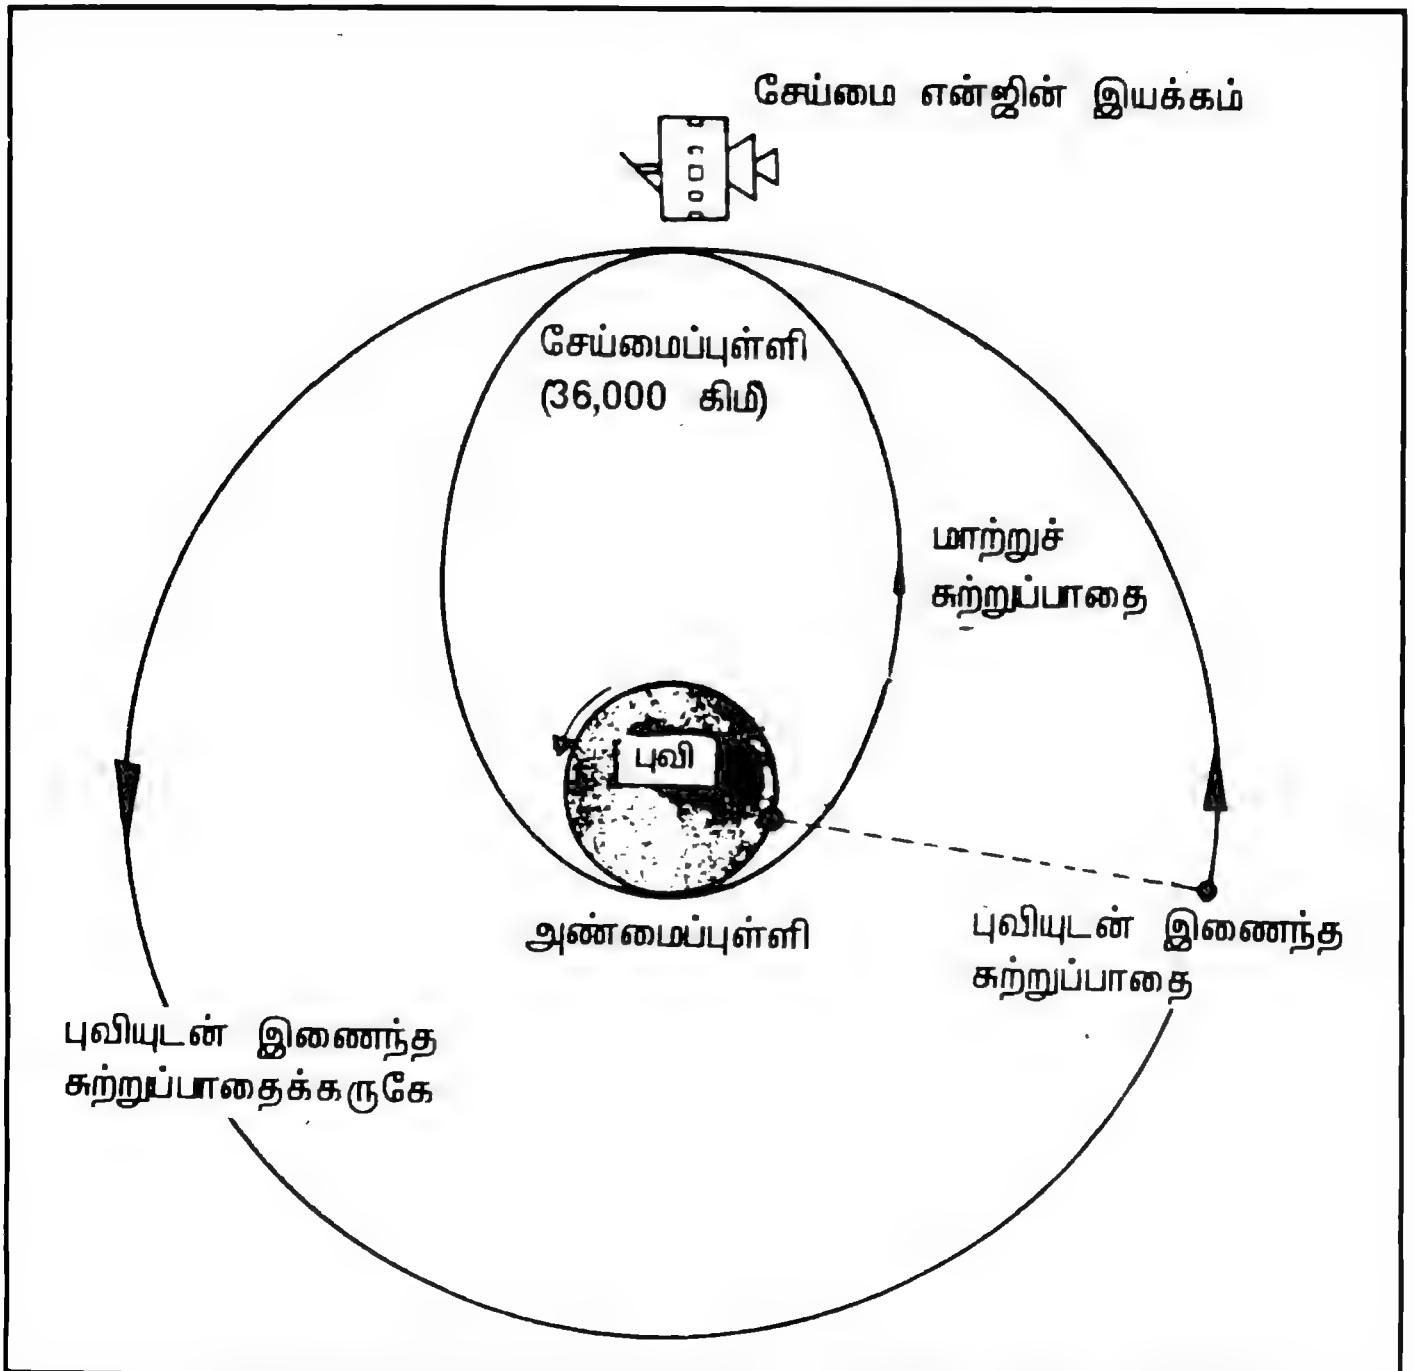 சேய்மை என்ஜின் இயக்கம்
சேய்மைப்புள்ளி
(36,000 கிமீ)
மாற்றுச்
சுற்றுப்பாதை
புவி
அண்மைப்புள்ளி
புவியுடன் இணைந்த
சுற்றுப்பாதை
புவியுடன் இணைந்த
சுற்றுப்பாதைக்கருகே